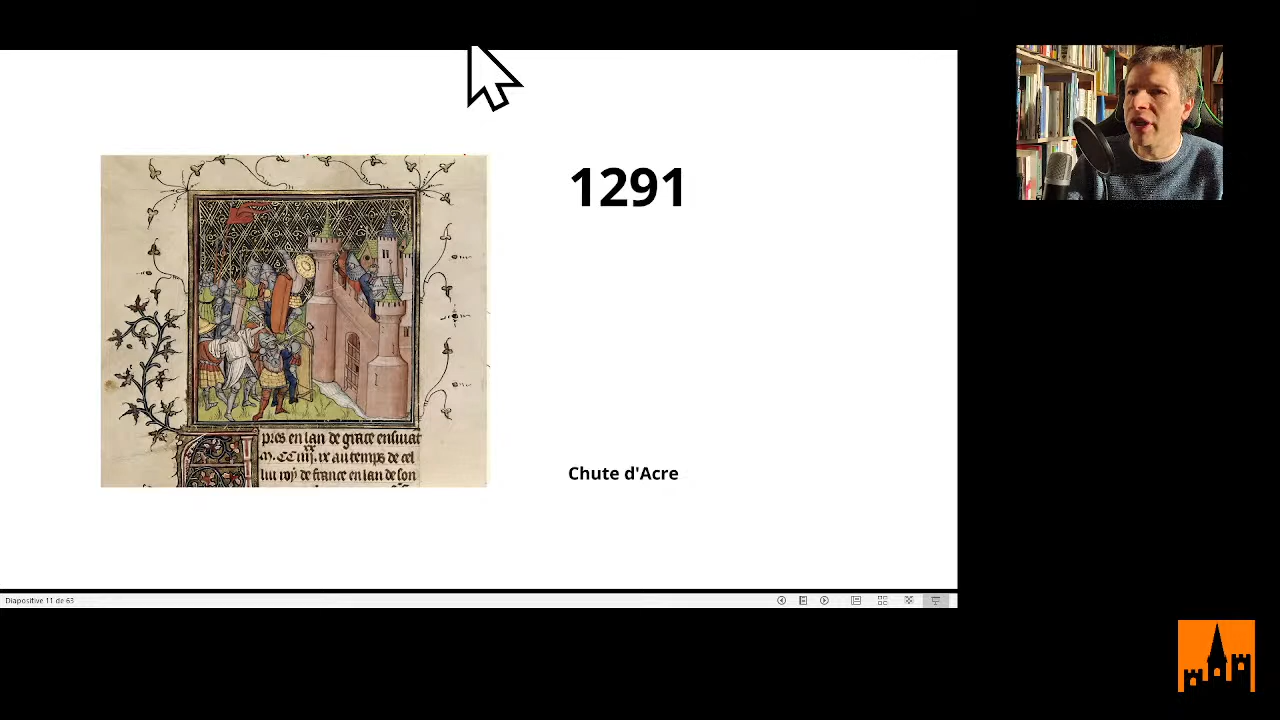 1291
pres en lan de grace ensuiat
lui roy de france en lan de son
Chute d'Acre
Diapositive 11 de 63